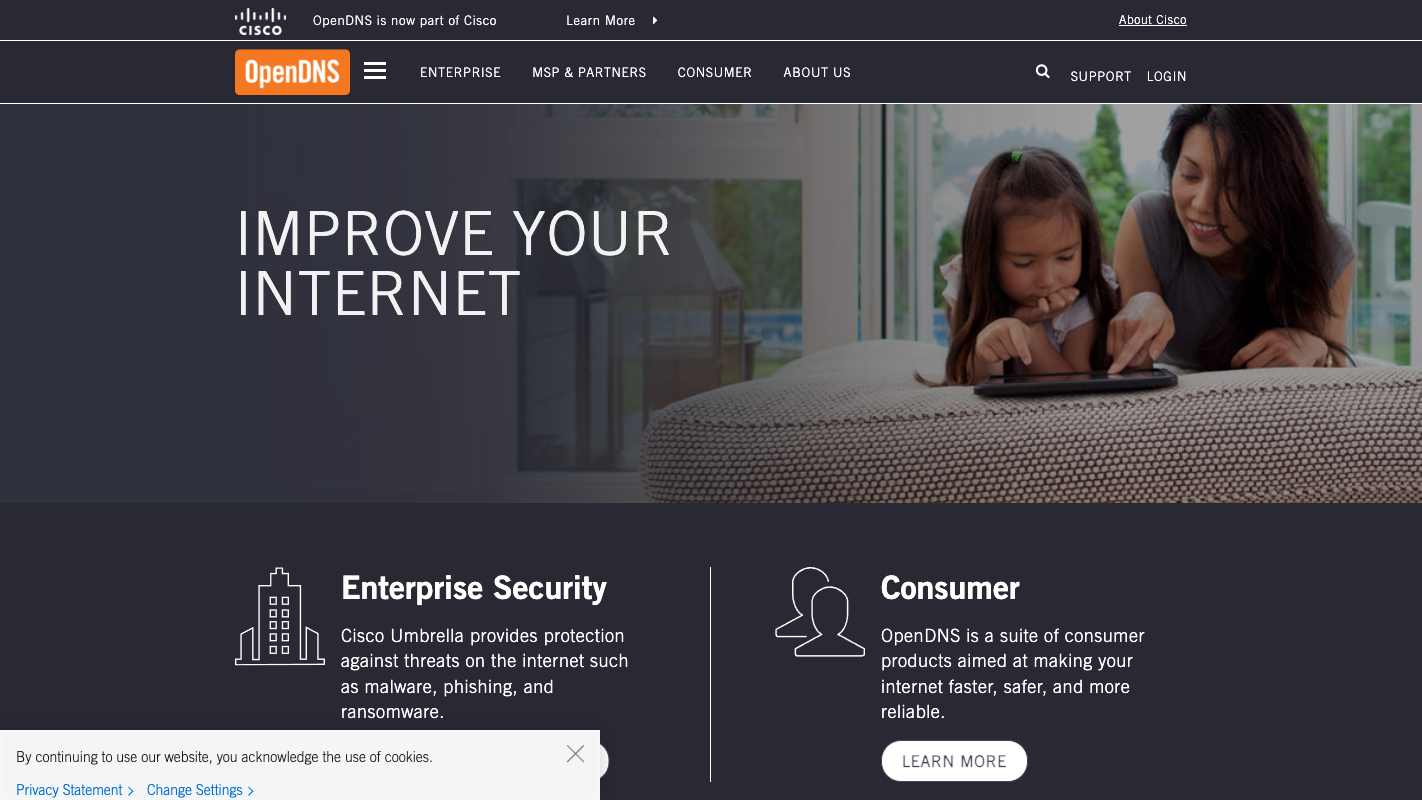 CISCO
OpenDNS is now part of Cisco
Learn More
About Cisco
OpenDNS
ENTERPRISE
MSP & PARTNERS
CONSUMER
ABOUT US
SUPPORT
LOGIN
IMPROVE YOUR
INTERNET
Enterprise Security
Cisco Umbrella provides protection
against threats on the internet such
as malware, phishing, and
ransomware.
Consumer
OpenDNS is a suite of consumer
products aimed at making your
internet faster, safer, and more
reliable.
LEARN MORE
By continuing to use our website, you acknowledge the use of cookies.
Privacy Statement
Change Settings